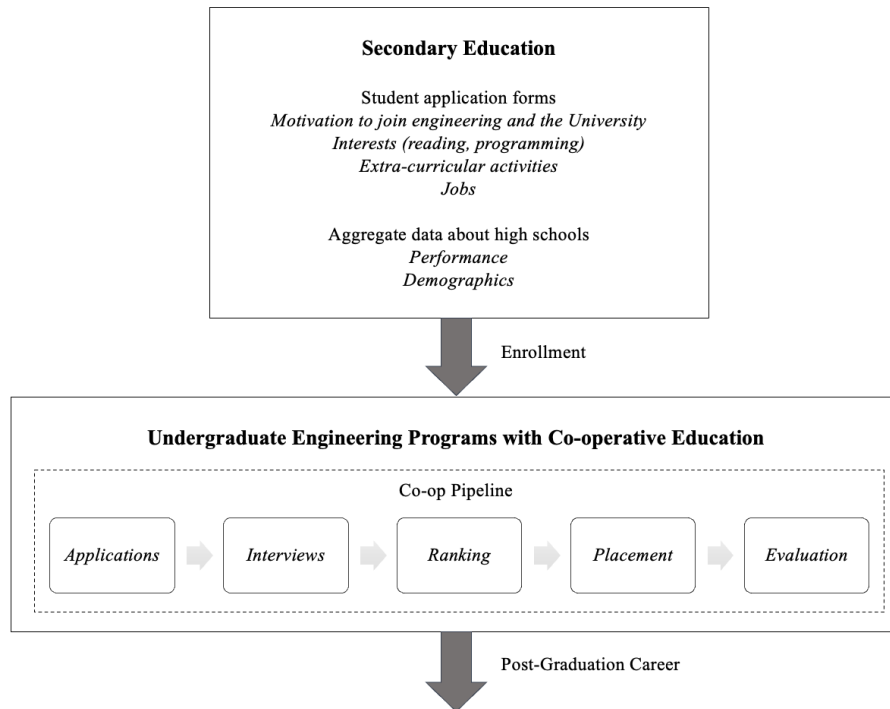 Secondary Education
Student application forms
Motivation to join engineering and the University
Interests (reading, programming)
Extra-curricular activities
Jobs
Aggregate data about high schools
Performance
Demographics
Enrollment
Undergraduate Engineering Programs with Co-operative Education
Co-op Pipeline
Applications
Interviews
Ranking
Placement
Evaluation
Post-Graduation Career